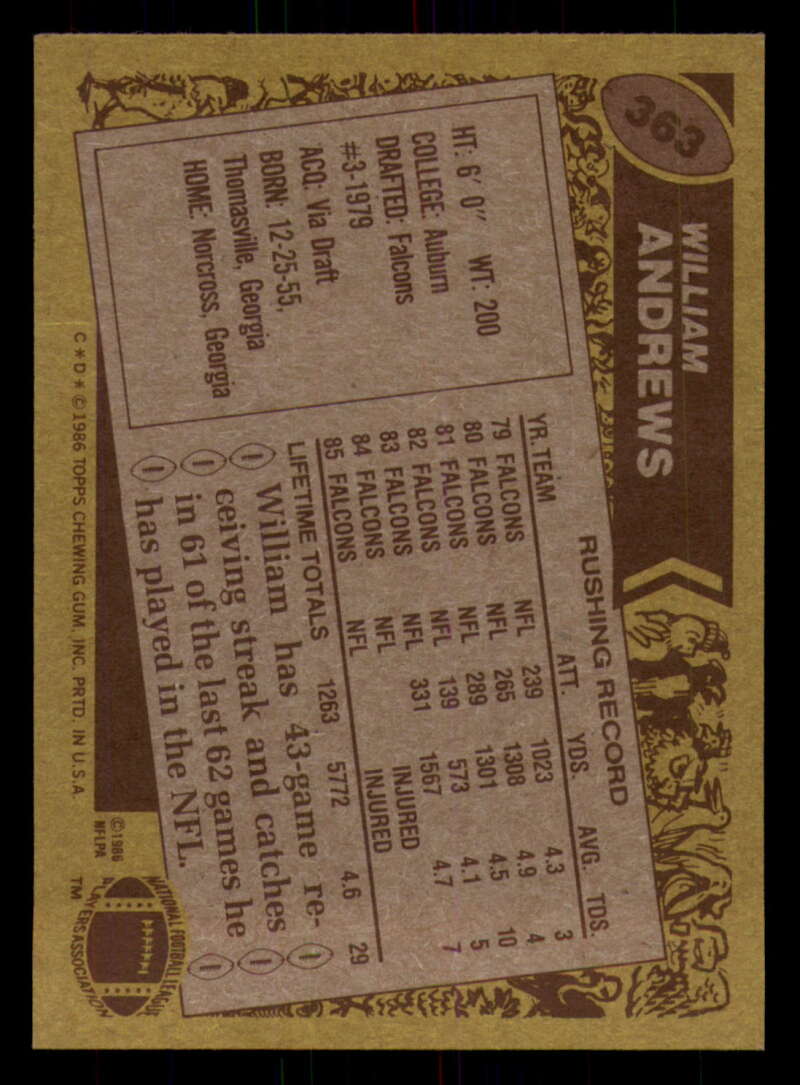 363
WILLIAM
ANDREWS
HT: 6' 0" WT: 200
COLLEGE: Auburn
DRAFTED: Falcons
#3-1979
ACQ: Via Draft
BORN: 12-25-55,
Thomasville, Georgia
HOME: Norcross, Georgia
RUSHING RECORD
YR. TEAM ATT. YDS. AVG. TDS.
79 FALCONS NFL 239 1023 4.3 3
80 FALCONS NFL 265 1308 4.9 4
81 FALCONS NFL 289 1301 4.5 10
82 FALCONS NFL 139 573 4.1 5
83 FALCONS NFL 331 1567 4.7 7
84 FALCONS NFL INJURED
85 FALCONS NFL INJURED
LIFETIME TOTALS 1263 5772 4.6 29
William has 43-game re-
ceiving streak and catches
in 61 of the last 62 games he
has played in the NFL.
C*D* © 1986 TOPPS CHEWING GUM, INC. PRTD. IN U.S.A.
© 1986
NFLPA
NATIONAL FOOTBALL LEAGUE
PLAYERS ASSOCIATION
TM